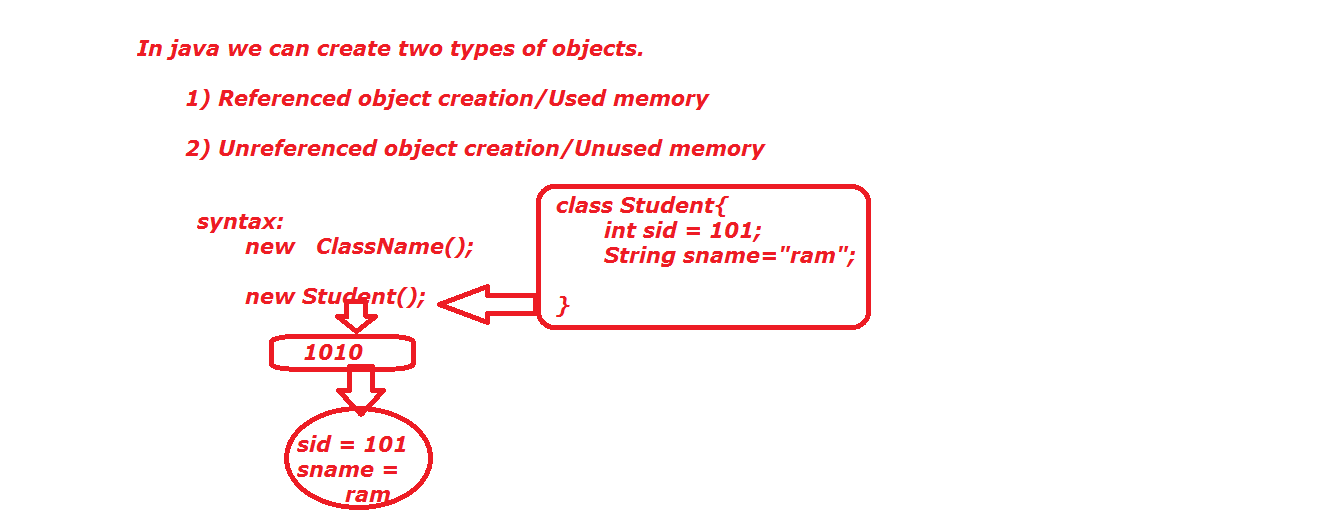 In java we can create two types of objects.
1) Referenced object creation/Used memory
2) Unreferenced object creation/Unused memory
syntax:
new ClassName();
new Student();
class Student{
int sid = 101;
String sname="ram";
}
1010
sid = 101
sname =
ram